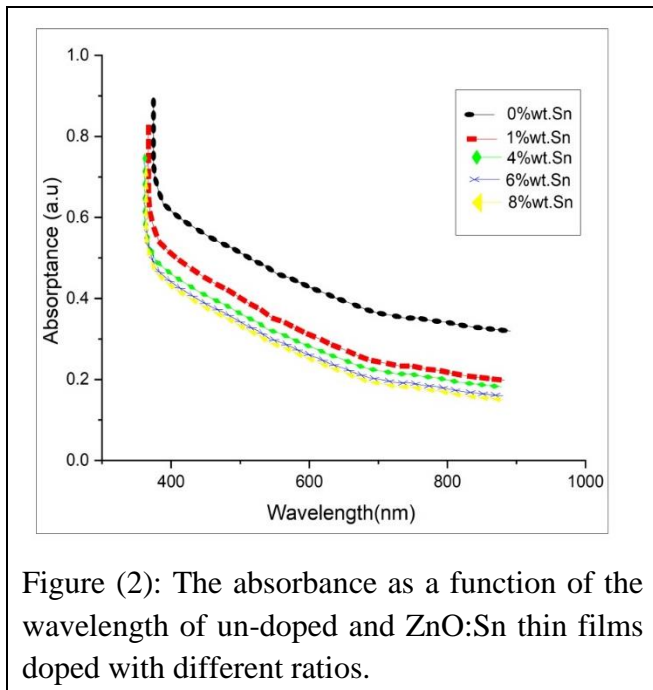 1.0
0.8
0.6
0.4
0.2
0.0
Absorptance (a.u)
0%wt.Sn
1%wt.Sn
4%wt.Sn
6%wt.Sn
8%wt.Sn
400 600 800 1000
Wavelength(nm)
Figure (2): The absorbance as a function of the
wavelength of un-doped and ZnO:Sn thin films
doped with different ratios.